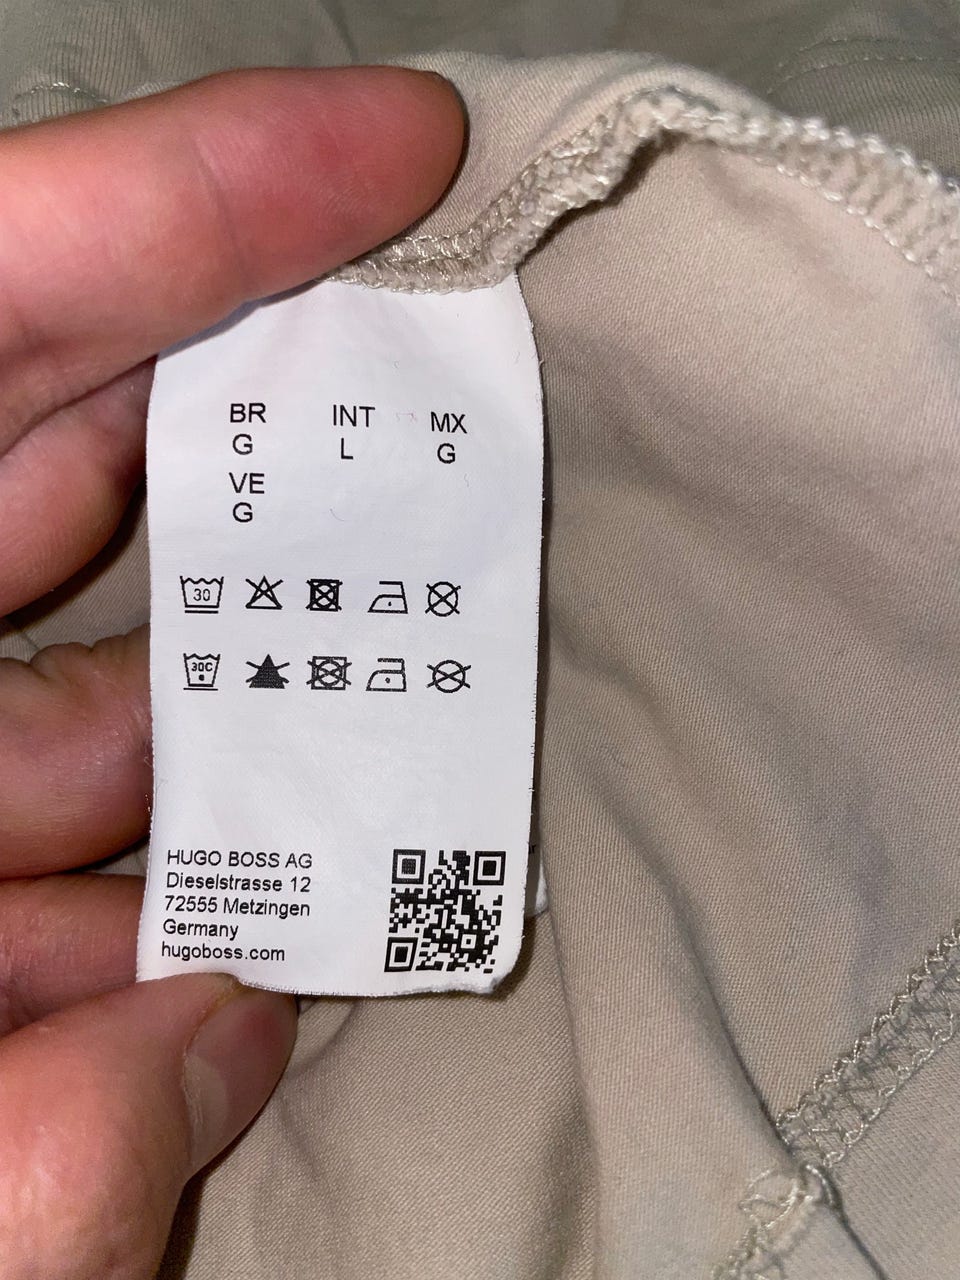 BR INT MX
G L G
VE
G
30
30C
HUGO BOSS AG
Dieselstrasse 12
72555 Metzingen
Germany
hugoboss.com